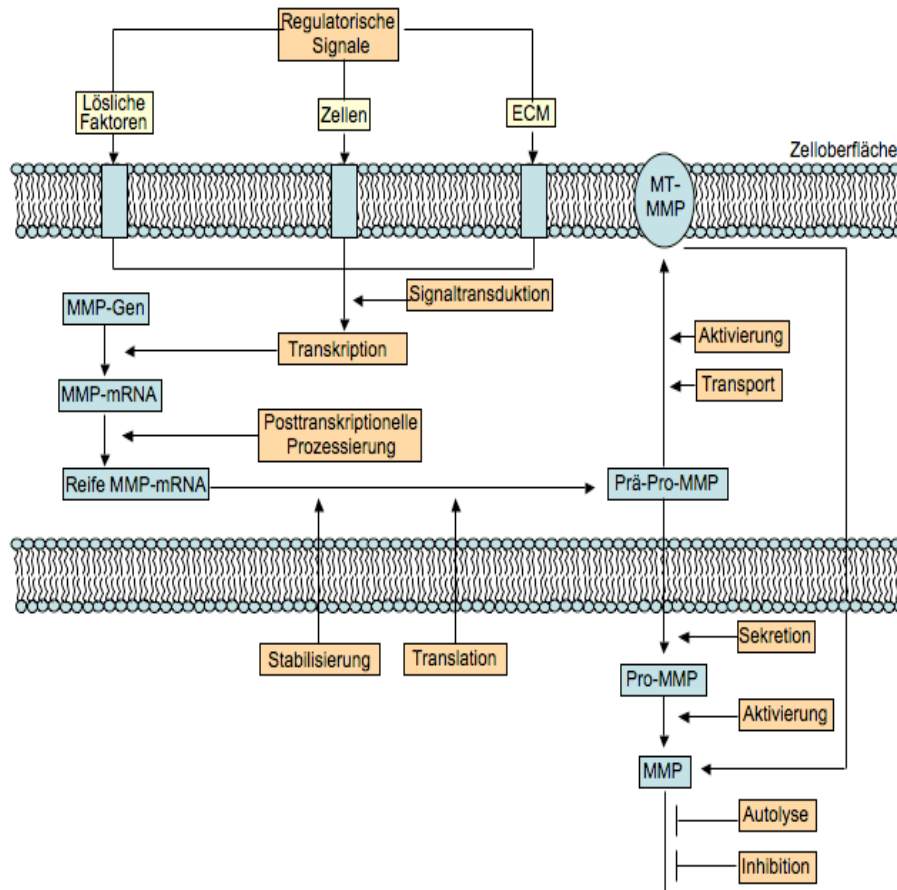 Regulatorische
Signale
Lösliche
Faktoren
Zellen
ECM
Zelloberfläche
MT-
MMP
Signaltransduktion
MMP-Gen
Transkription
Aktivierung
MMP-mRNA
Transport
Posttranskriptionelle
Prozessierung
Reife MMP-mRNA
Prä-Pro-MMP
Stabilisierung
Translation
Sekretion
Pro-MMP
Aktivierung
MMP
Autolyse
Inhibition